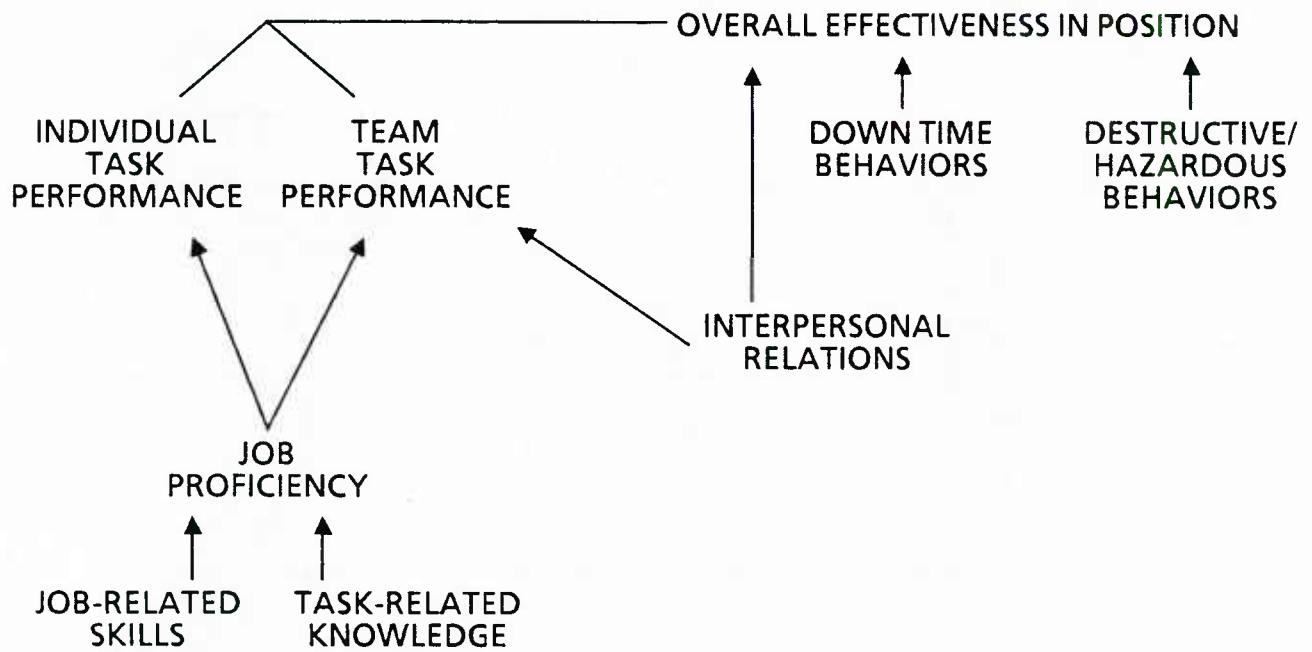 OVERALL EFFECTIVENESS IN POSITION
INDIVIDUAL
TASK
PERFORMANCE
TEAM
TASK
PERFORMANCE
DOWN TIME
BEHAVIORS
DESTRUCTIVE/
HAZARDOUS
BEHAVIORS
INTERPERSONAL
RELATIONS
JOB
PROFICIENCY
JOB-RELATED
SKILLS
TASK-RELATED
KNOWLEDGE